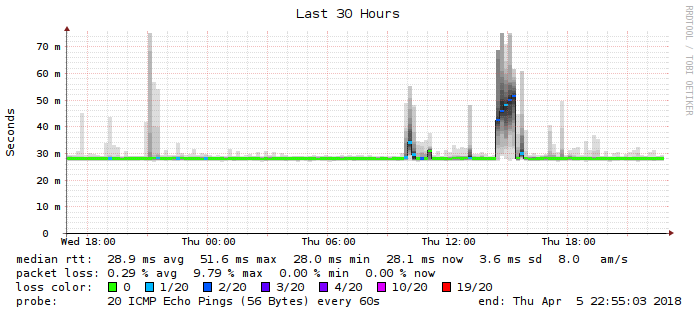 Last 30 Hours
RRDTOOL / TOBI OETIKER
Seconds
70 m
60 m
50 m
40 m
30 m
20 m
10 m
0
Wed 18:00 Thu 00:00 Thu 06:00 Thu 12:00 Thu 18:00
median rtt: 28.9 ms avg 51.6 ms max 28.0 ms min 28.1 ms now 3.6 ms sd 8.0 am/s
packet loss: 0.29 % avg 9.79 % max 0.00 % min 0.00 % now
loss color: 0 1/20 2/20 3/20 4/20 10/20 19/20
probe: 20 ICMP Echo Pings (56 Bytes) every 60s end: Thu Apr 5 22:55:03 2018